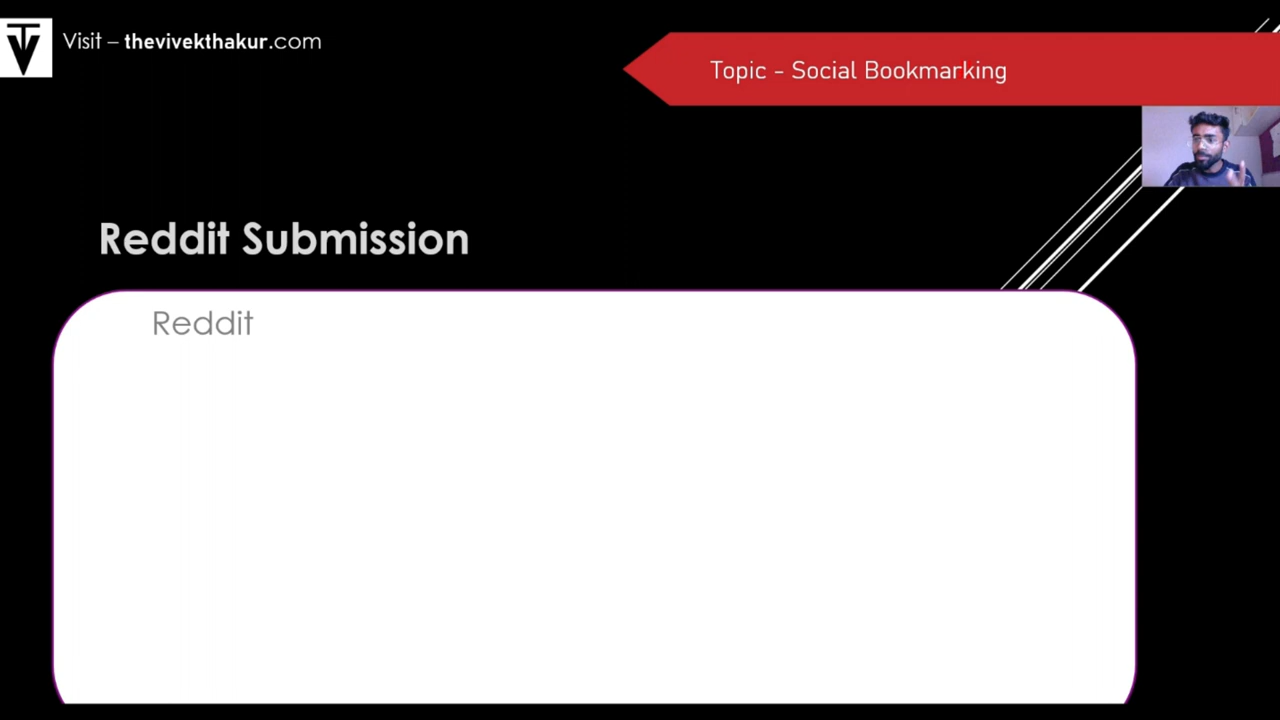 Visit – thevivekthakur.com
Topic - Social Bookmarking
Reddit Submission
Reddit